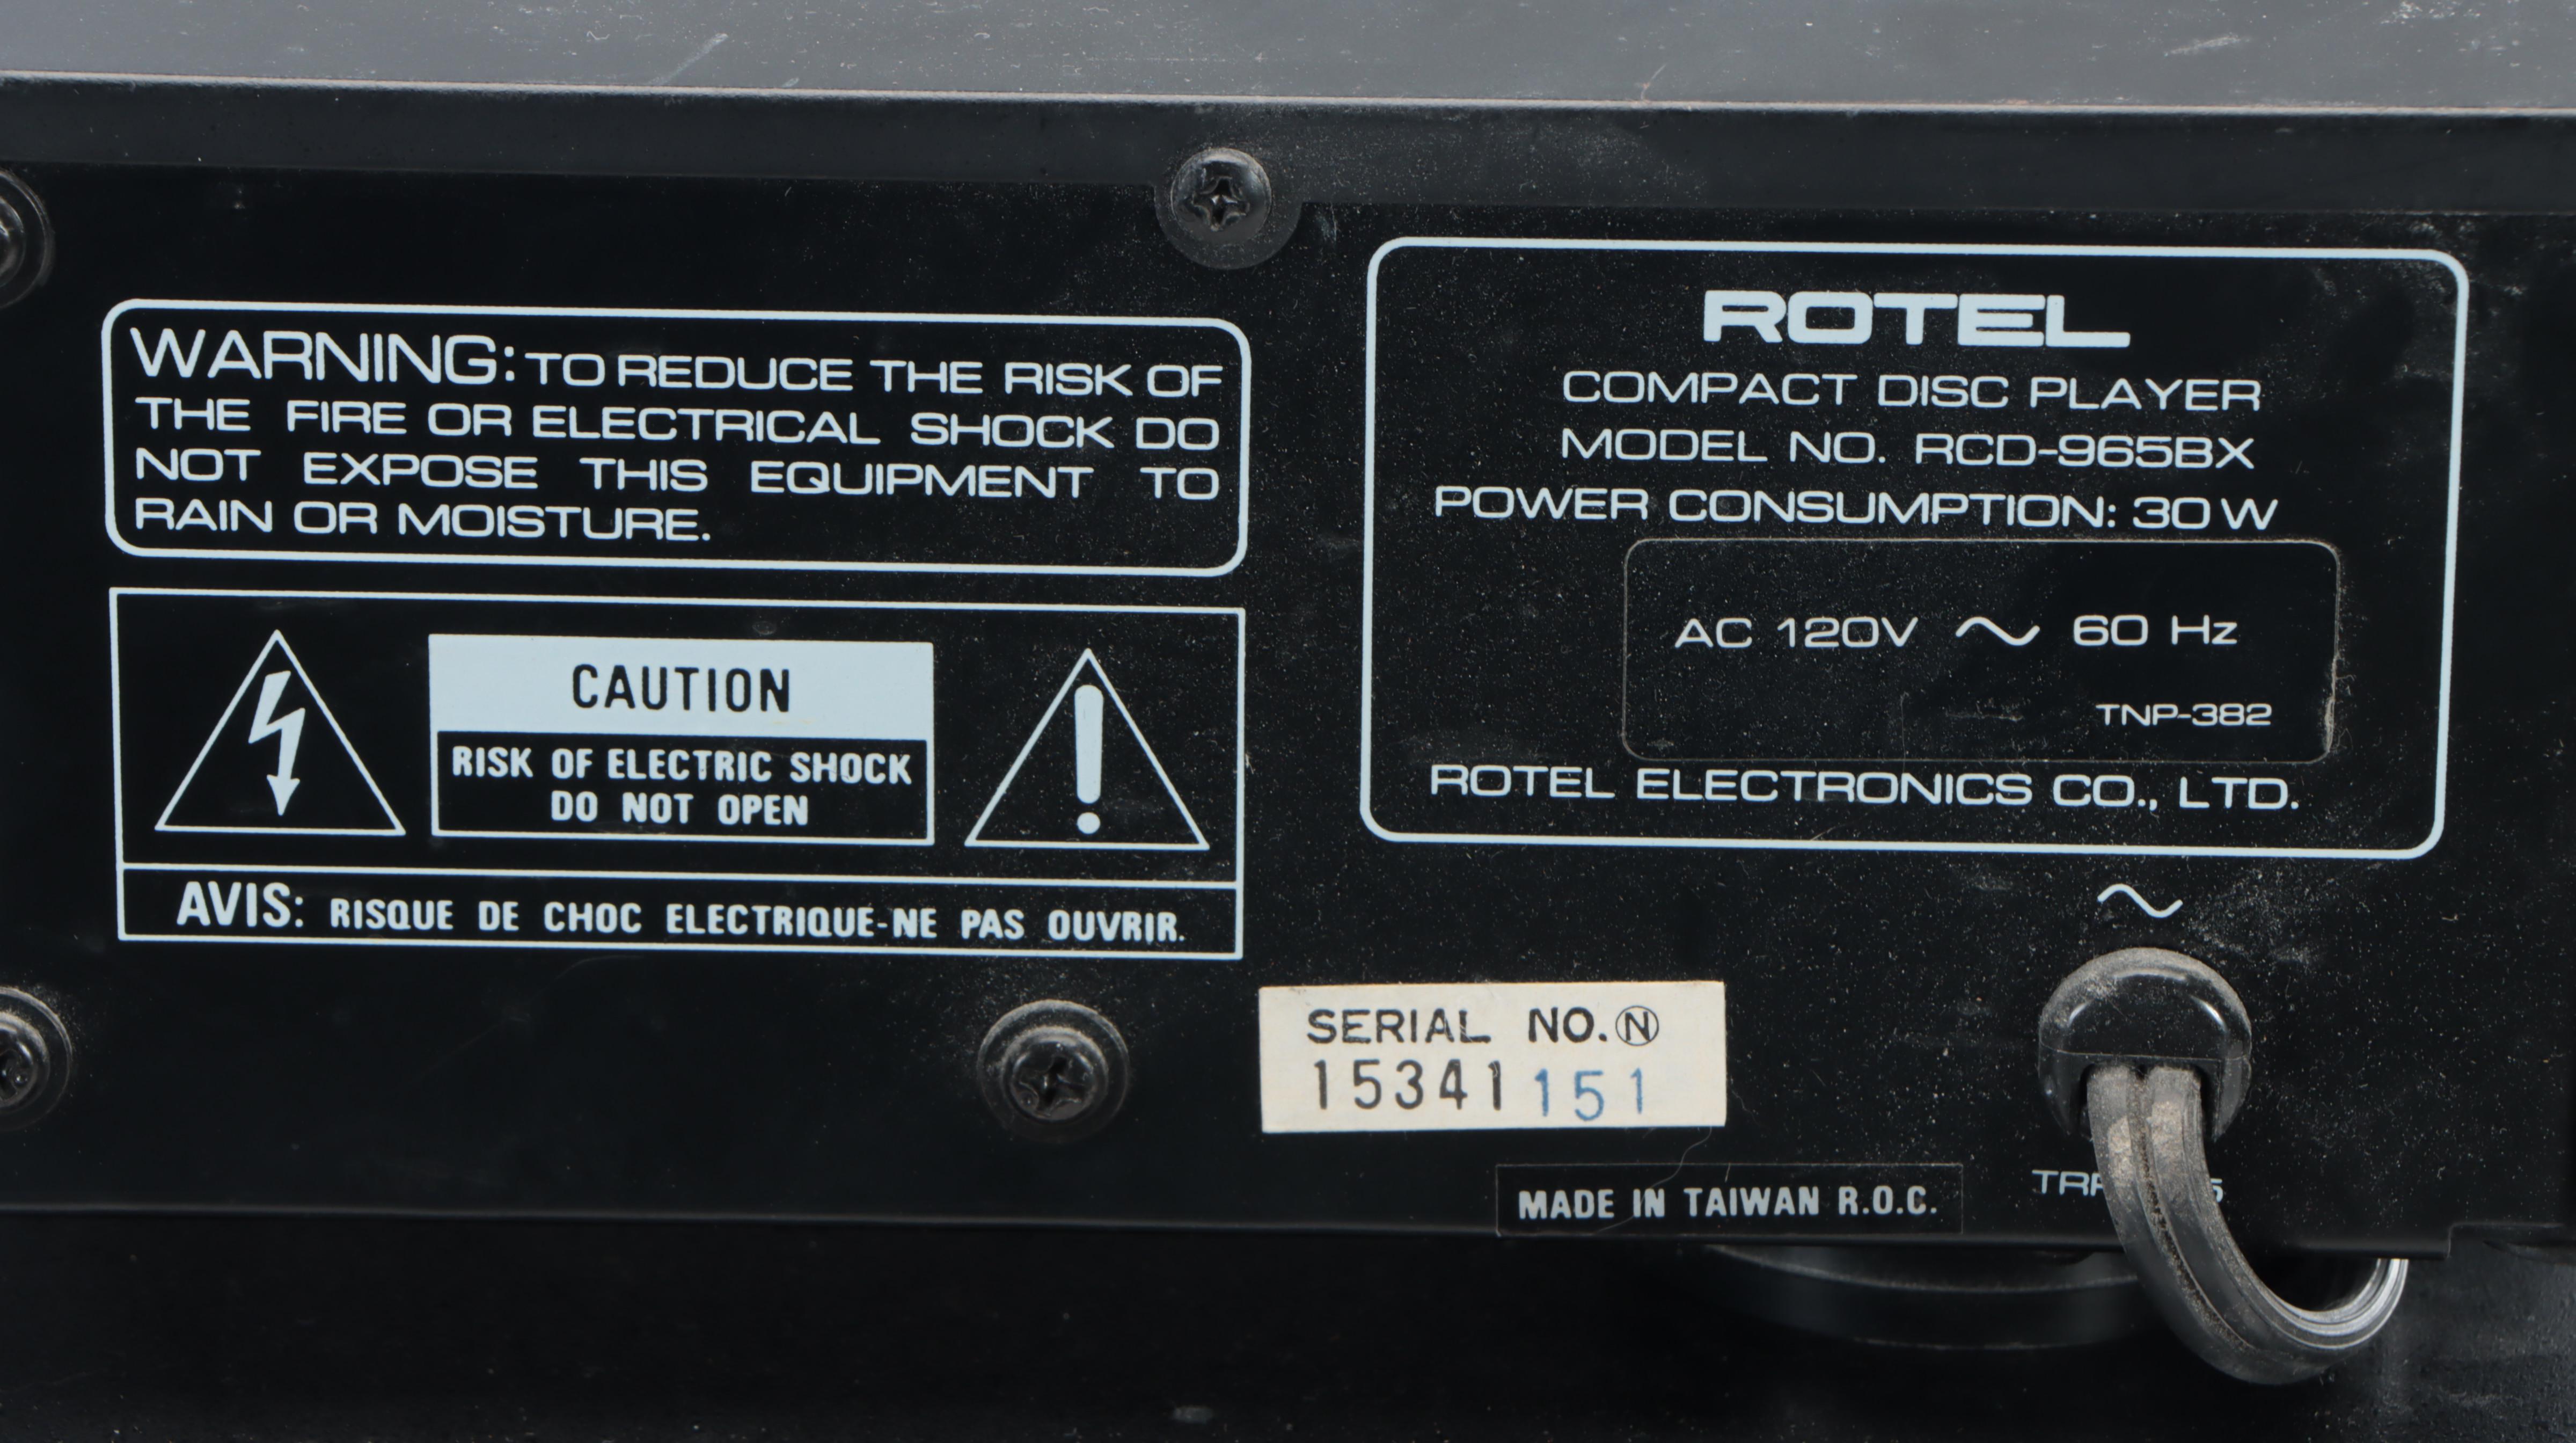 WARNING: TO REDUCE THE RISK OF
THE FIRE OR ELECTRICAL SHOCK DO
NOT EXPOSE THIS EQUIPMENT TO
RAIN OR MOISTURE.
CAUTION
RISK OF ELECTRIC SHOCK
DO NOT OPEN
AVIS: RISQUE DE CHOC ELECTRIQUE-NE PAS OUVRIR.
ROTEL
COMPACT DISC PLAYER
MODEL NO. RCD-965BX
POWER CONSUMPTION: 30W
AC 120V ~ 60 Hz
TNP-382
ROTEL ELECTRONICS CO., LTD.
~
SERIAL NO. Ⓝ
15341 151
MADE IN TAIWAN R.O.C.